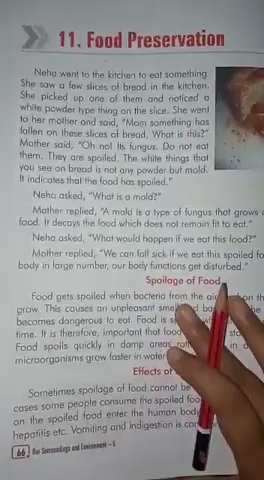 11. Food Preservation
Neha went to the kitchen to eat something.
She saw a few slices of bread in the kitchen.
She picked up one of them and noticed a
white powder type thing on the slice. She went
to her mother and said, “Mom something has
fallen on these slices of bread. What is this?”
Mother said, “Oh no! Its fungus. Do not eat
them. They are spoiled. The white things that
you see on bread is not any powder but mold.
It indicates that the food has spoiled.”
Neha asked, “What is a mold?”
Mother replied, “A mold is a type of fungus that grows
food. It decays the food which does not remain fit to eat.”
Neha asked, “What would happen if we eat this food?”
Mother replied, “We can fall sick if we eat this spoiled
body in large number, our body functions get disturbed.”
Spoilage of Food
Food gets spoiled when bacteria from the air on
grow. This causes an unpleasant smell
becomes dangerous to eat. Food is
time. It is therefore, important that food
Food spoils quickly in damp areas in
microorganisms grow faster in water
Effects of
Sometimes spoilage of food cannot be
cases some people consume the spoiled
on the spoiled food enter the human body
hepatitis etc. Vomiting and indigestion is
66 Our Surroundings and Environment - 4